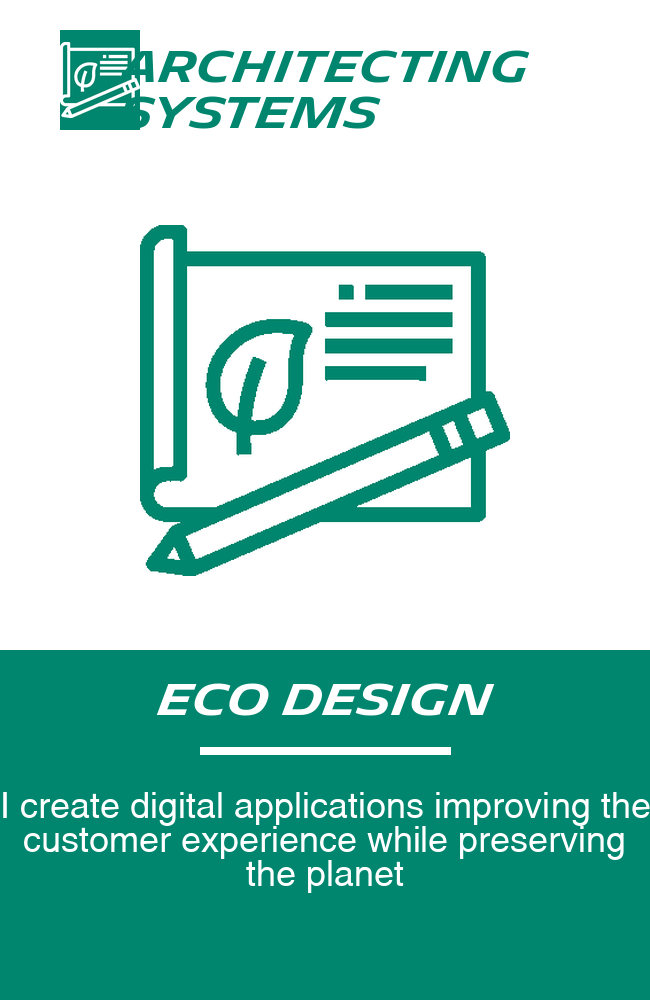 ARCHITECTING
SYSTEMS
ECO DESIGN
I create digital applications improving the
customer experience while preserving
the planet